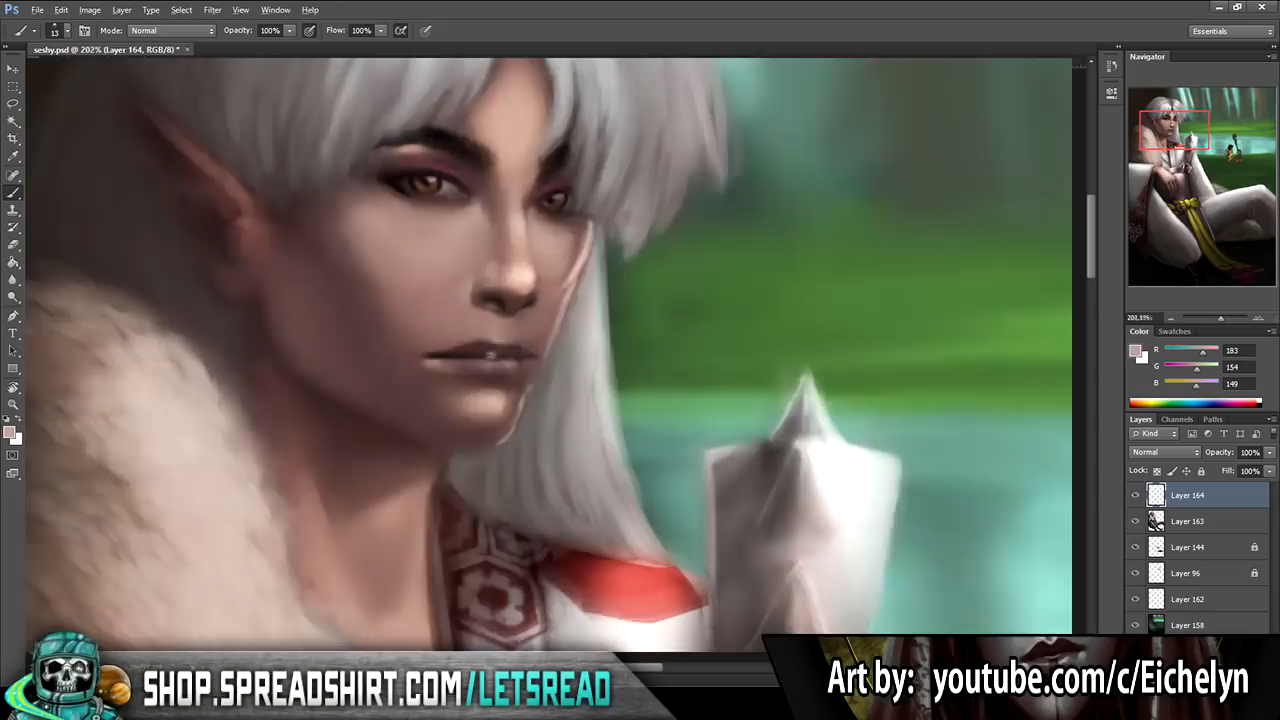 Ps File Edit Image Layer Type Select Filter View Window Help
13 Mode: Normal Opacity: 100% Flow: 100% Essentials
seshy.psd @ 202% (Layer 164, RGB/8) * ×
Navigator
Color Swatches
R 183
G 154
B 149
Layers Channels Paths
Kind
Normal Opacity: 100%
Lock: Fill: 100%
Layer 164
Layer 163
Layer 144
Layer 96
Layer 162
Layer 158
SHOP.SPREADSHIRT.COM/LETSREAD
Art by: youtube.com/c/Eichelyn